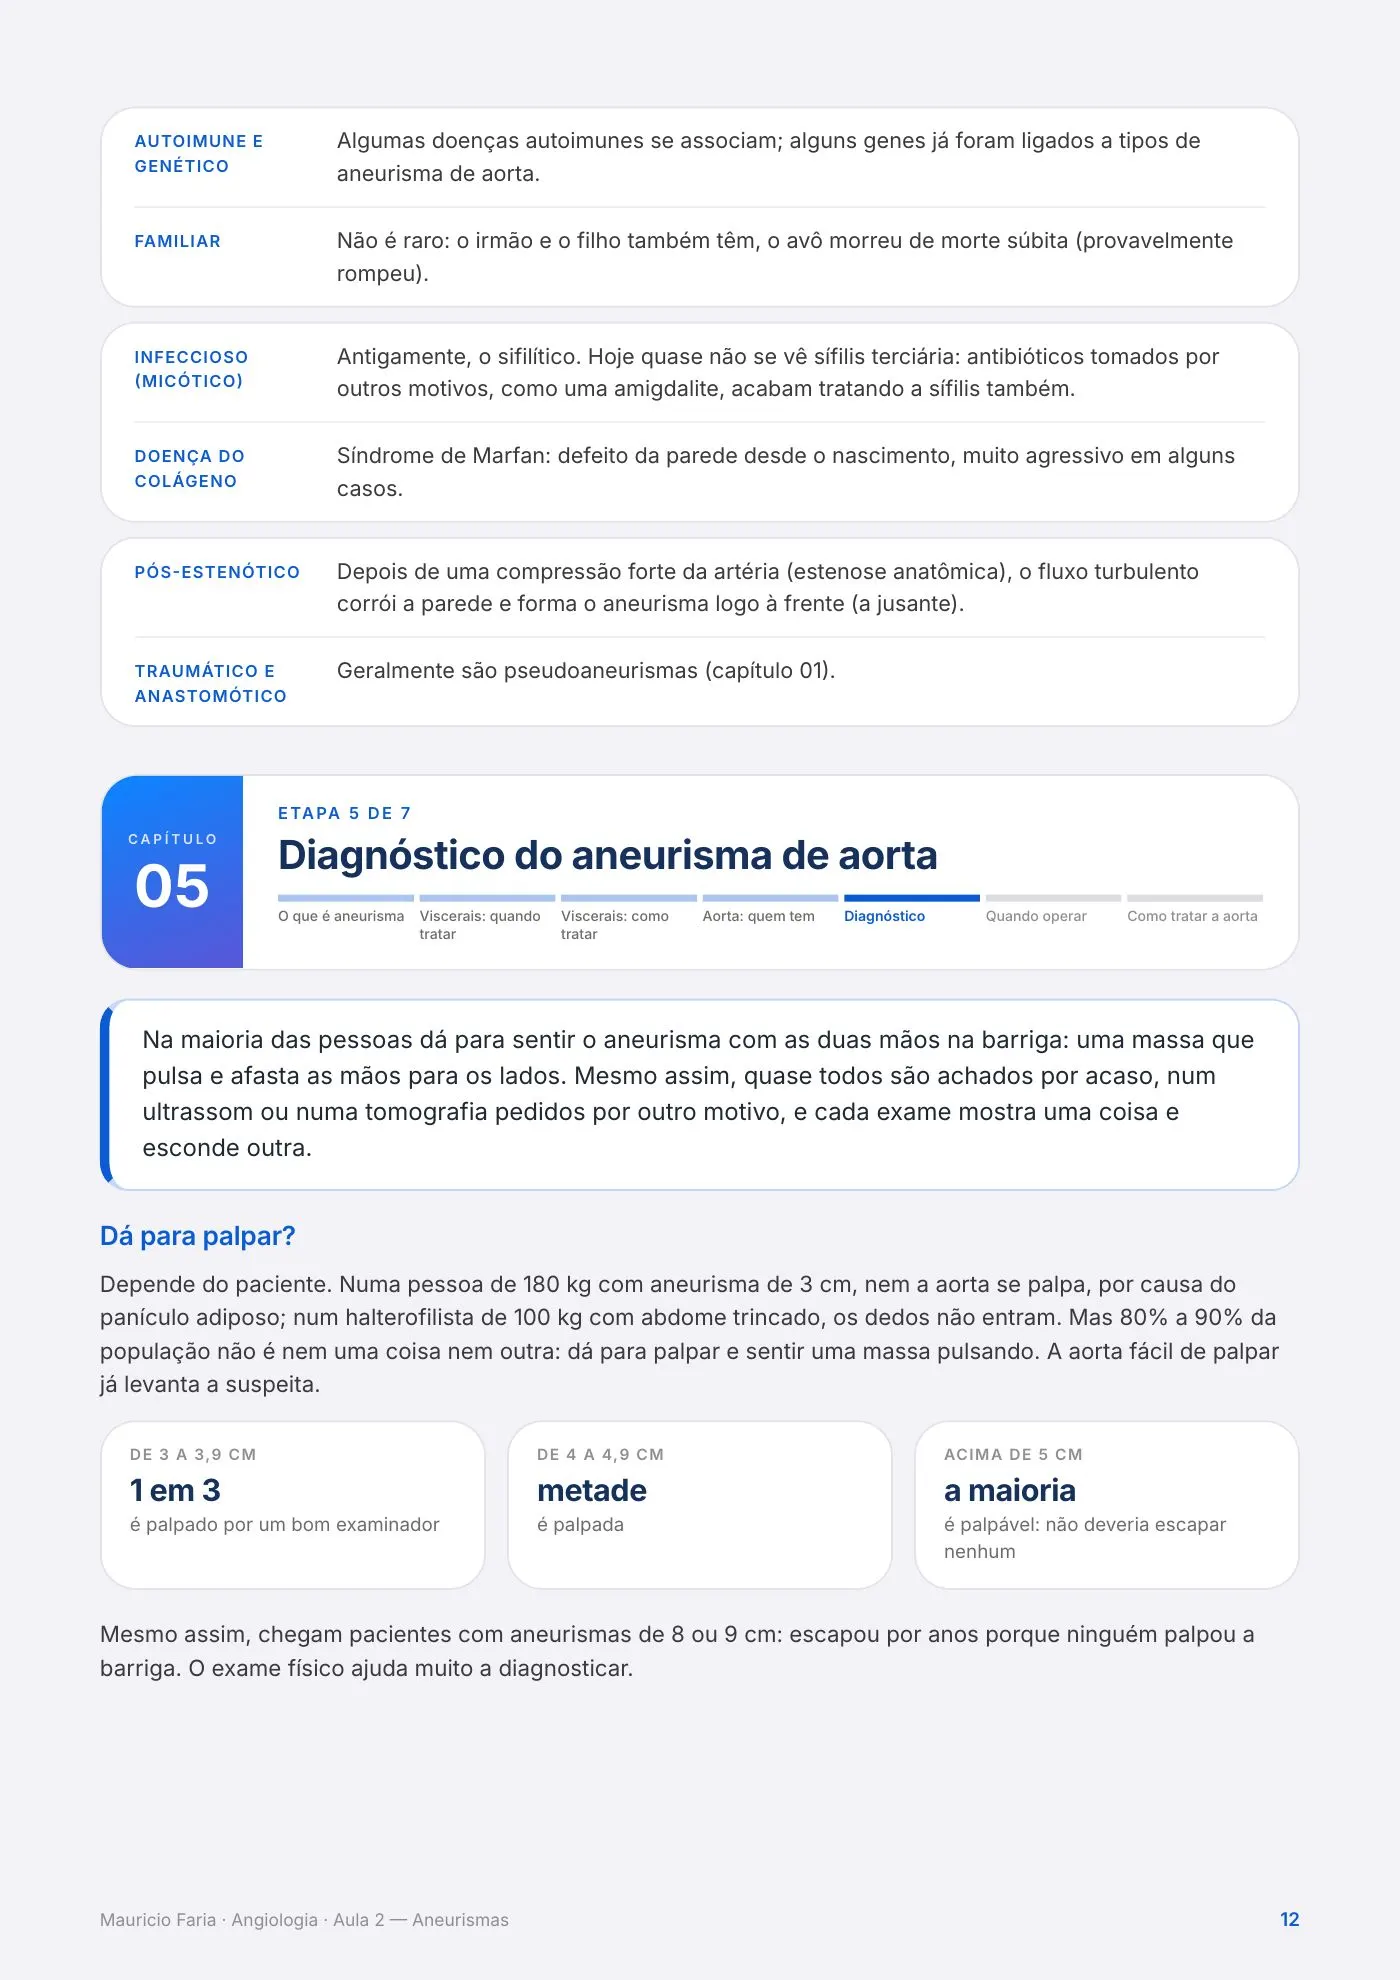 AUTOIMUNE E
GENÉTICO
Algumas doenças autoimunes se associam; alguns genes já foram ligados a tipos de
aneurisma de aorta.
FAMILIAR
Não é raro: o irmão e o filho também têm, o avô morreu de morte súbita (provavelmente
rompeu).
INFECCIOSO
(MICÓTICO)
Antigamente, o sifilítico. Hoje quase não se vê sífilis terciária: antibióticos tomados por
outros motivos, como uma amigdalite, acabam tratando a sífilis também.
DOENÇA DO
COLÁGENO
Síndrome de Marfan: defeito da parede desde o nascimento, muito agressivo em alguns
casos.
PÓS-ESTENÓTICO
Depois de uma compressão forte da artéria (estenose anatômica), o fluxo turbulento
corrói a parede e forma o aneurisma logo à frente (a jusante).
TRAUMÁTICO E
ANASTOMÓTICO
Geralmente são pseudoaneurismas (capítulo 01).
CAPÍTULO
05
ETAPA 5 DE 7
Diagnóstico do aneurisma de aorta
O que é aneurisma
Viscerais: quando
tratar
Viscerais: como
tratar
Aorta: quem tem
Diagnóstico
Quando operar
Como tratar a aorta
Na maioria das pessoas dá para sentir o aneurisma com as duas mãos na barriga: uma massa que
pulsa e afasta as mãos para os lados. Mesmo assim, quase todos são achados por acaso, num
ultrassom ou numa tomografia pedidos por outro motivo, e cada exame mostra uma coisa e
esconde outra.
Dá para palpar?
Depende do paciente. Numa pessoa de 180 kg com aneurisma de 3 cm, nem a aorta se palpa, por causa do
panículo adiposo; num halterofilista de 100 kg com abdome trincado, os dedos não entram. Mas 80% a 90% da
população não é nem uma coisa nem outra: dá para palpar e sentir uma massa pulsando. A aorta fácil de palpar
já levanta a suspeita.
DE 3 A 3,9 CM
1 em 3
é palpado por um bom examinador
DE 4 A 4,9 CM
metade
é palpada
ACIMA DE 5 CM
a maioria
é palpável: não deveria escapar
nenhum
Mesmo assim, chegam pacientes com aneurismas de 8 ou 9 cm: escapou por anos porque ninguém palpou a
barriga. O exame físico ajuda muito a diagnosticar.
Mauricio Faria · Angiologia · Aula 2 — Aneurismas
12